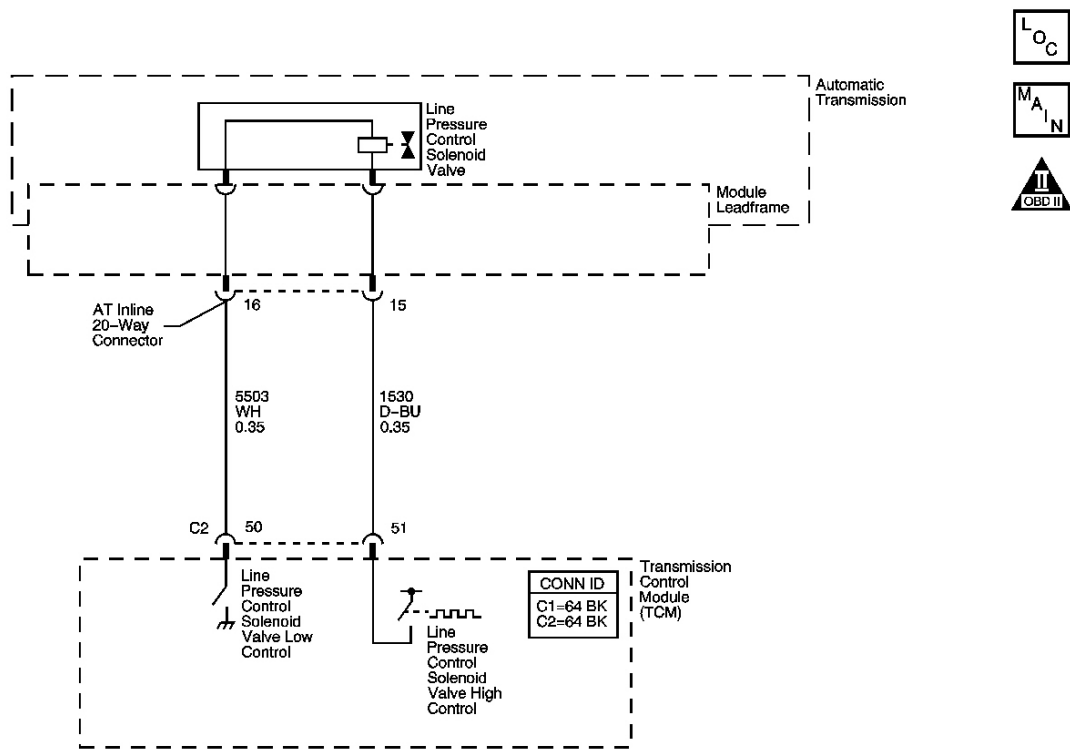 L O C
Automatic
Transmission
M A I N
Line
Pressure
Control
Solenoid
Valve
II
OBD II
Module
Leadframe
16
15
AT Inline
20-Way
Connector
5503
WH
0.35
1530
D-BU
0.35
C2
50
51
Line
Pressure
Control
Solenoid
Valve Low
Control
Line
Pressure
Control
Solenoid
Valve High
Control
CONN ID
C1=64 BK
C2=64 BK
Transmission
Control
Module
(TCM)